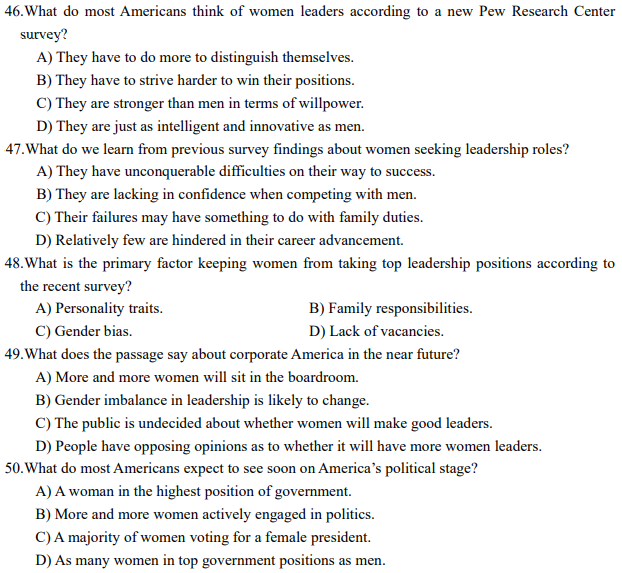 46.What do most Americans think of women leaders according to a new Pew Research Center
survey?
A) They have to do more to distinguish themselves.
B) They have to strive harder to win their positions.
C) They are stronger than men in terms of willpower.
D) They are just as intelligent and innovative as men.
47.What do we learn from previous survey findings about women seeking leadership roles?
A) They have unconquerable difficulties on their way to success.
B) They are lacking in confidence when competing with men.
C) Their failures may have something to do with family duties.
D) Relatively few are hindered in their career advancement.
48.What is the primary factor keeping women from taking top leadership positions according to
the recent survey?
A) Personality traits. B) Family responsibilities.
C) Gender bias. D) Lack of vacancies.
49.What does the passage say about corporate America in the near future?
A) More and more women will sit in the boardroom.
B) Gender imbalance in leadership is likely to change.
C) The public is undecided about whether women will make good leaders.
D) People have opposing opinions as to whether it will have more women leaders.
50.What do most Americans expect to see soon on America's political stage?
A) A woman in the highest position of government.
B) More and more women actively engaged in politics.
C) A majority of women voting for a female president.
D) As many women in top government positions as men.